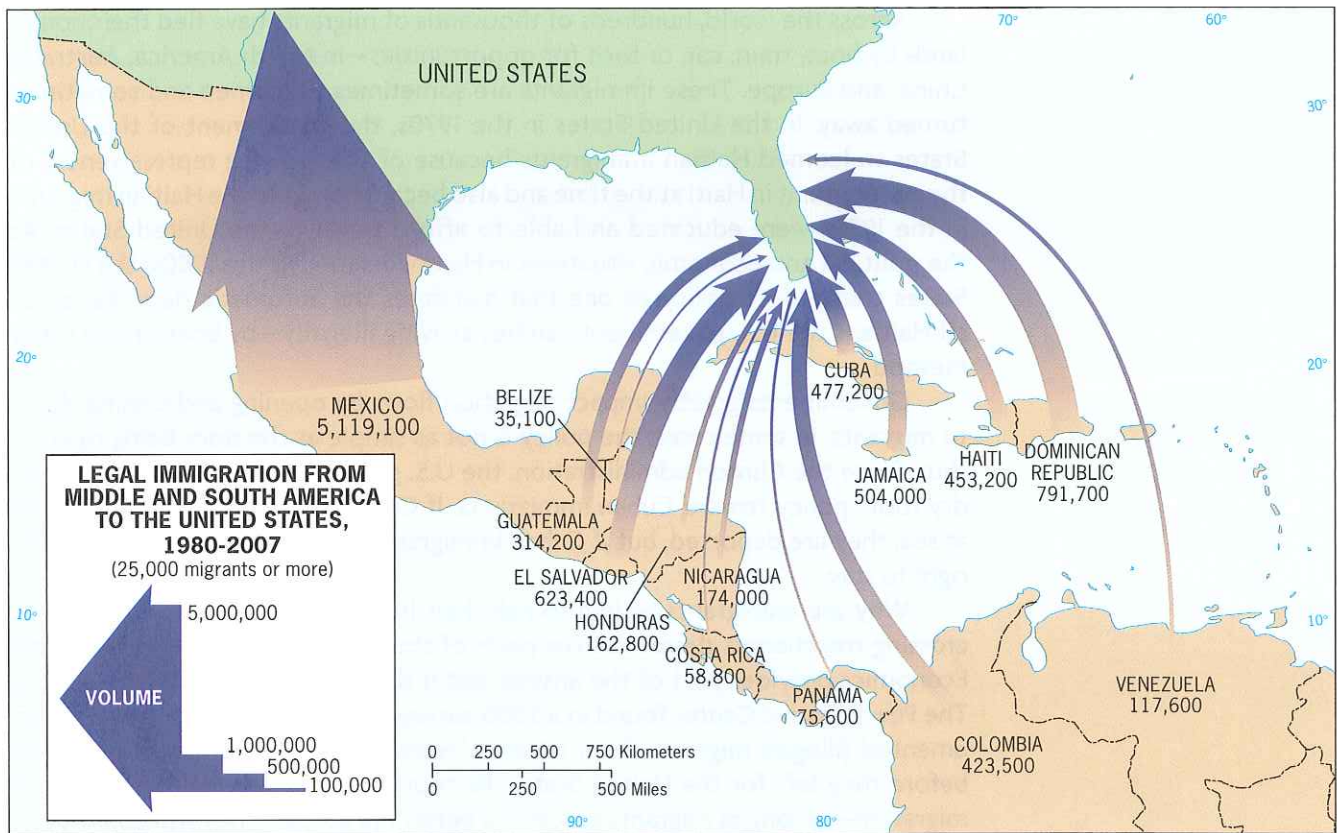 70°
60°
UNITED STATES
30°
30°
20°
20°
MEXICO
5,119,100
BELIZE
35,100
CUBA
477,200
JAMAICA
504,000
HAITI
453,200
DOMINICAN
REPUBLIC
791,700
GUATEMALA
314,200
EL SALVADOR
623,400
HONDURAS
162,800
NICARAGUA
174,000
COSTA RICA
58,800
PANAMA
75,600
VENEZUELA
117,600
COLOMBIA
423,500
10°
10°
LEGAL IMMIGRATION FROM
MIDDLE AND SOUTH AMERICA
TO THE UNITED STATES,
1980-2007
(25,000 migrants or more)
5,000,000
VOLUME
1,000,000
500,000
100,000
0 250 500 750 Kilometers
0 250 500 Miles
90°
80°